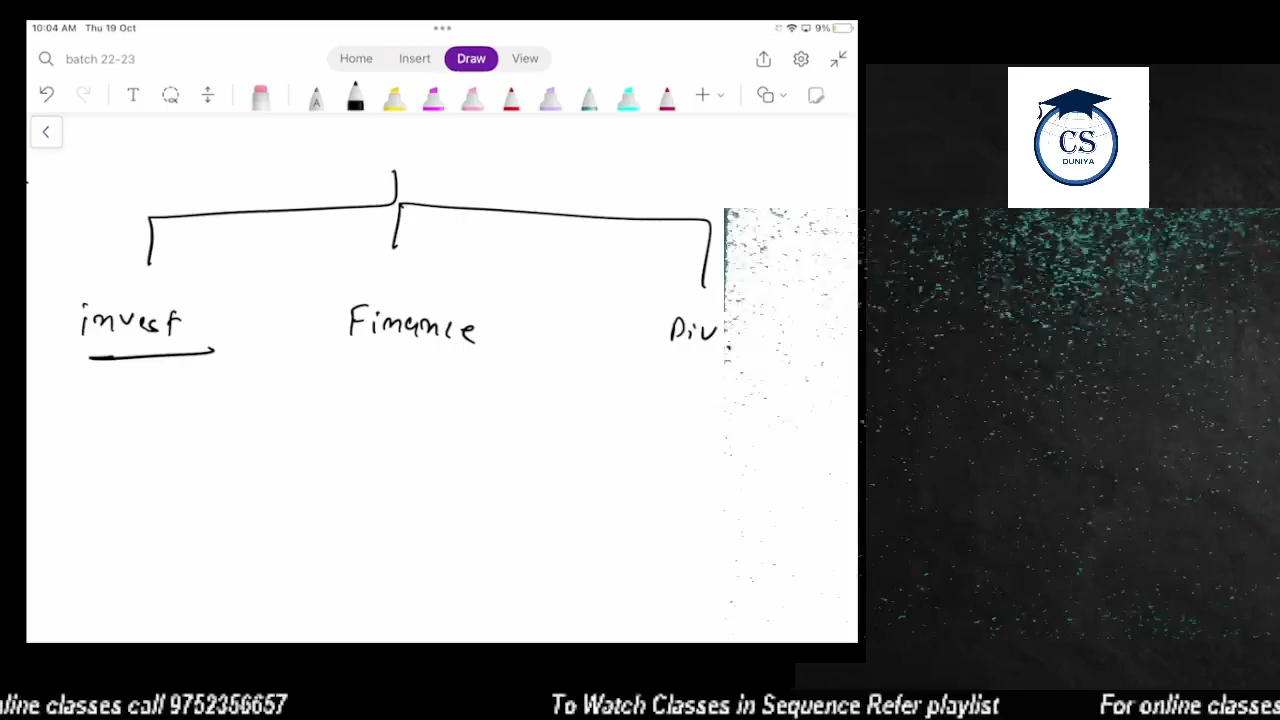 10:04 AM Thu 19 Oct
9%
batch 22-23
Home Insert Draw View
T
A
CS
DUNIYA
invest Finance Div
nline classes call 9752356657 To Watch Classes in Sequence Refer playlist For online classes